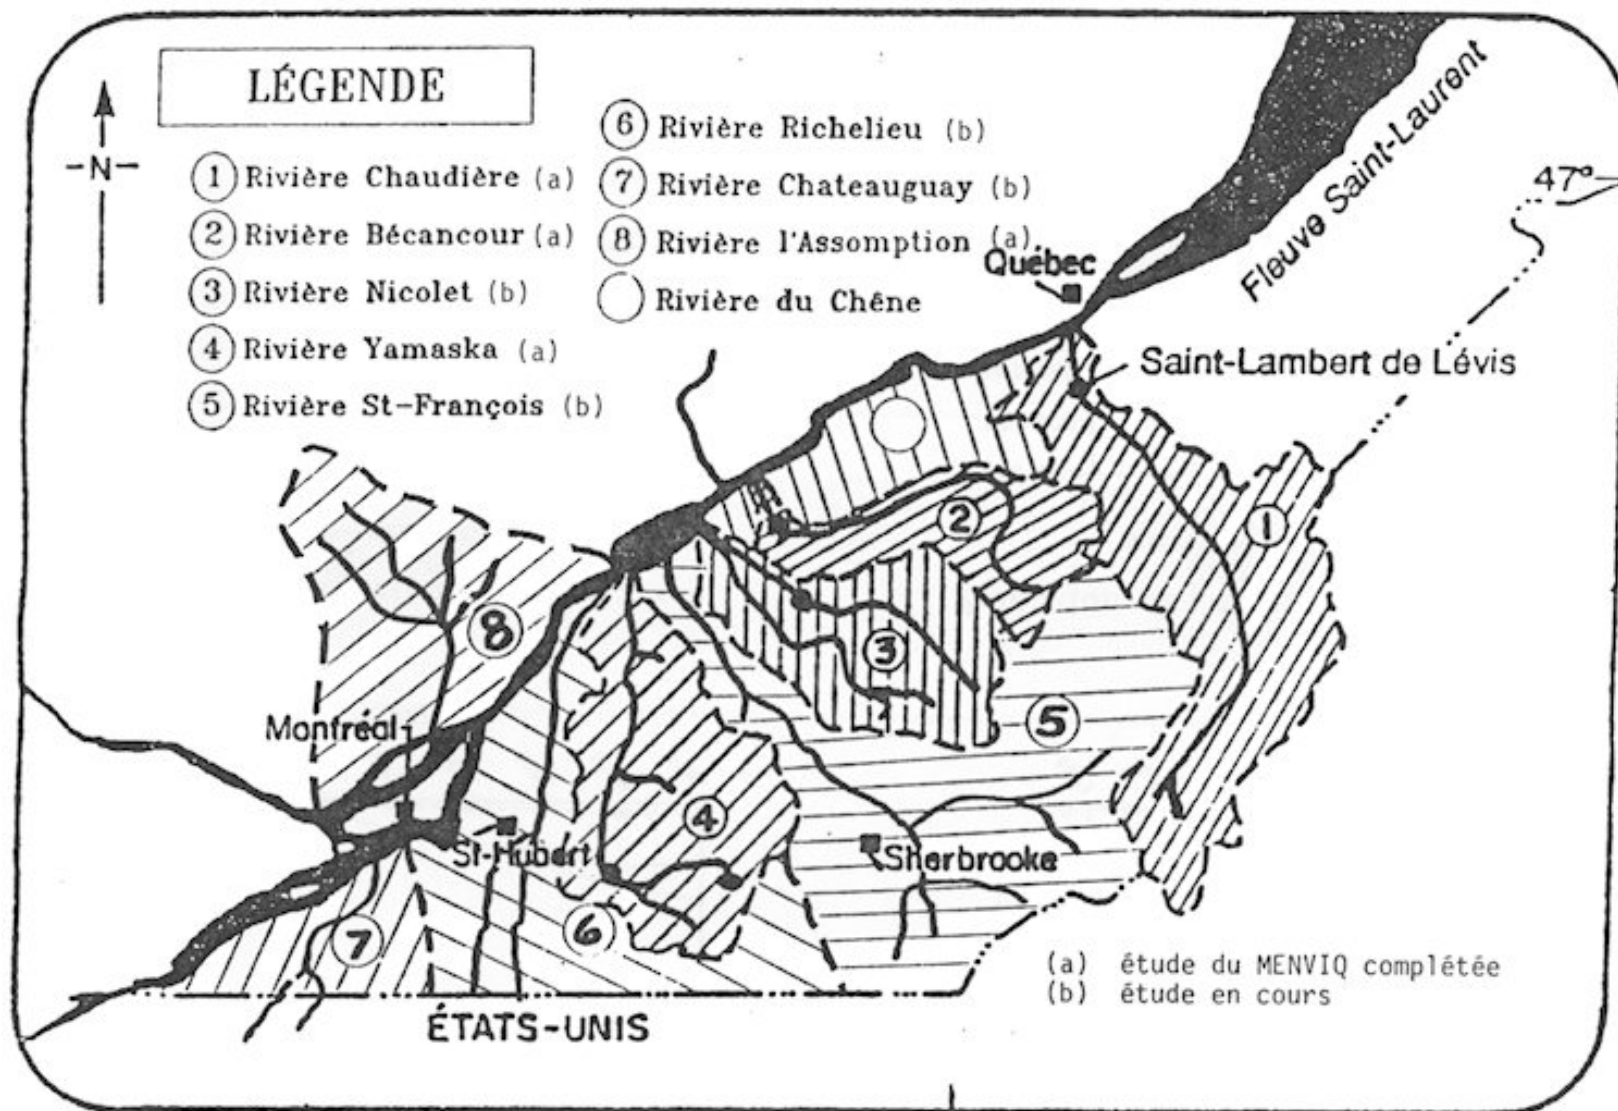 LÉGENDE
-N-
① Rivière Chaudière (a)
② Rivière Bécancour (a)
③ Rivière Nicolet (b)
④ Rivière Yamaska (a)
⑤ Rivière St-François (b)
⑥ Rivière Richelieu (b)
⑦ Rivière Chateauguay (b)
⑧ Rivière l'Assomption (a)
Rivière du Chêne
47°
Fleuve Saint-Laurent
Québec
Saint-Lambert de Lévis
①
②
③
⑧
⑤
Montréal
④
St-Hubert
Sherbrooke
⑥
⑦
(a) étude du MENVIQ complétée
(b) étude en cours
ÉTATS-UNIS